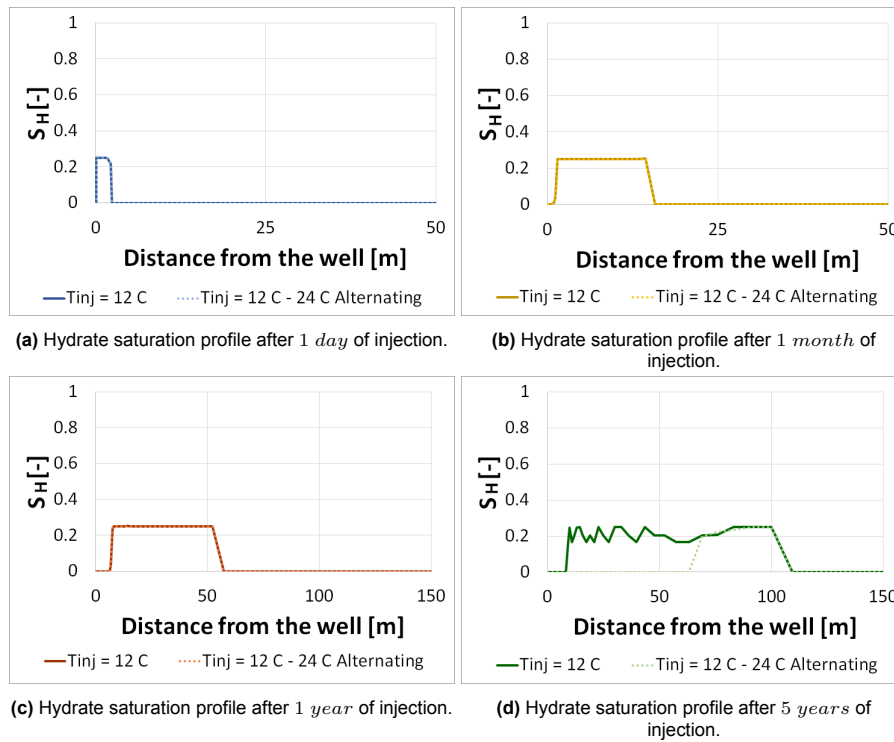 1
0.8
0.6
0.4
0.2
0
S_H[-]
0 25 50
Distance from the well [m]
Tinj = 12 C Tinj = 12 C - 24 C Alternating
(a) Hydrate saturation profile after 1 day of injection.
1
0.8
0.6
0.4
0.2
0
S_H[-]
0 25 50
Distance from the well [m]
Tinj = 12 C Tinj = 12 C - 24 C Alternating
(b) Hydrate saturation profile after 1 month of
injection.
1
0.8
0.6
0.4
0.2
0
S_H[-]
0 50 100 150
Distance from the well [m]
Tinj = 12 C Tinj = 12 C - 24 C Alternating
(c) Hydrate saturation profile after 1 year of injection.
1
0.8
0.6
0.4
0.2
0
S_H[-]
0 50 100 150
Distance from the well [m]
Tinj = 12 C Tinj = 12 C - 24 C Alternating
(d) Hydrate saturation profile after 5 years of
injection.